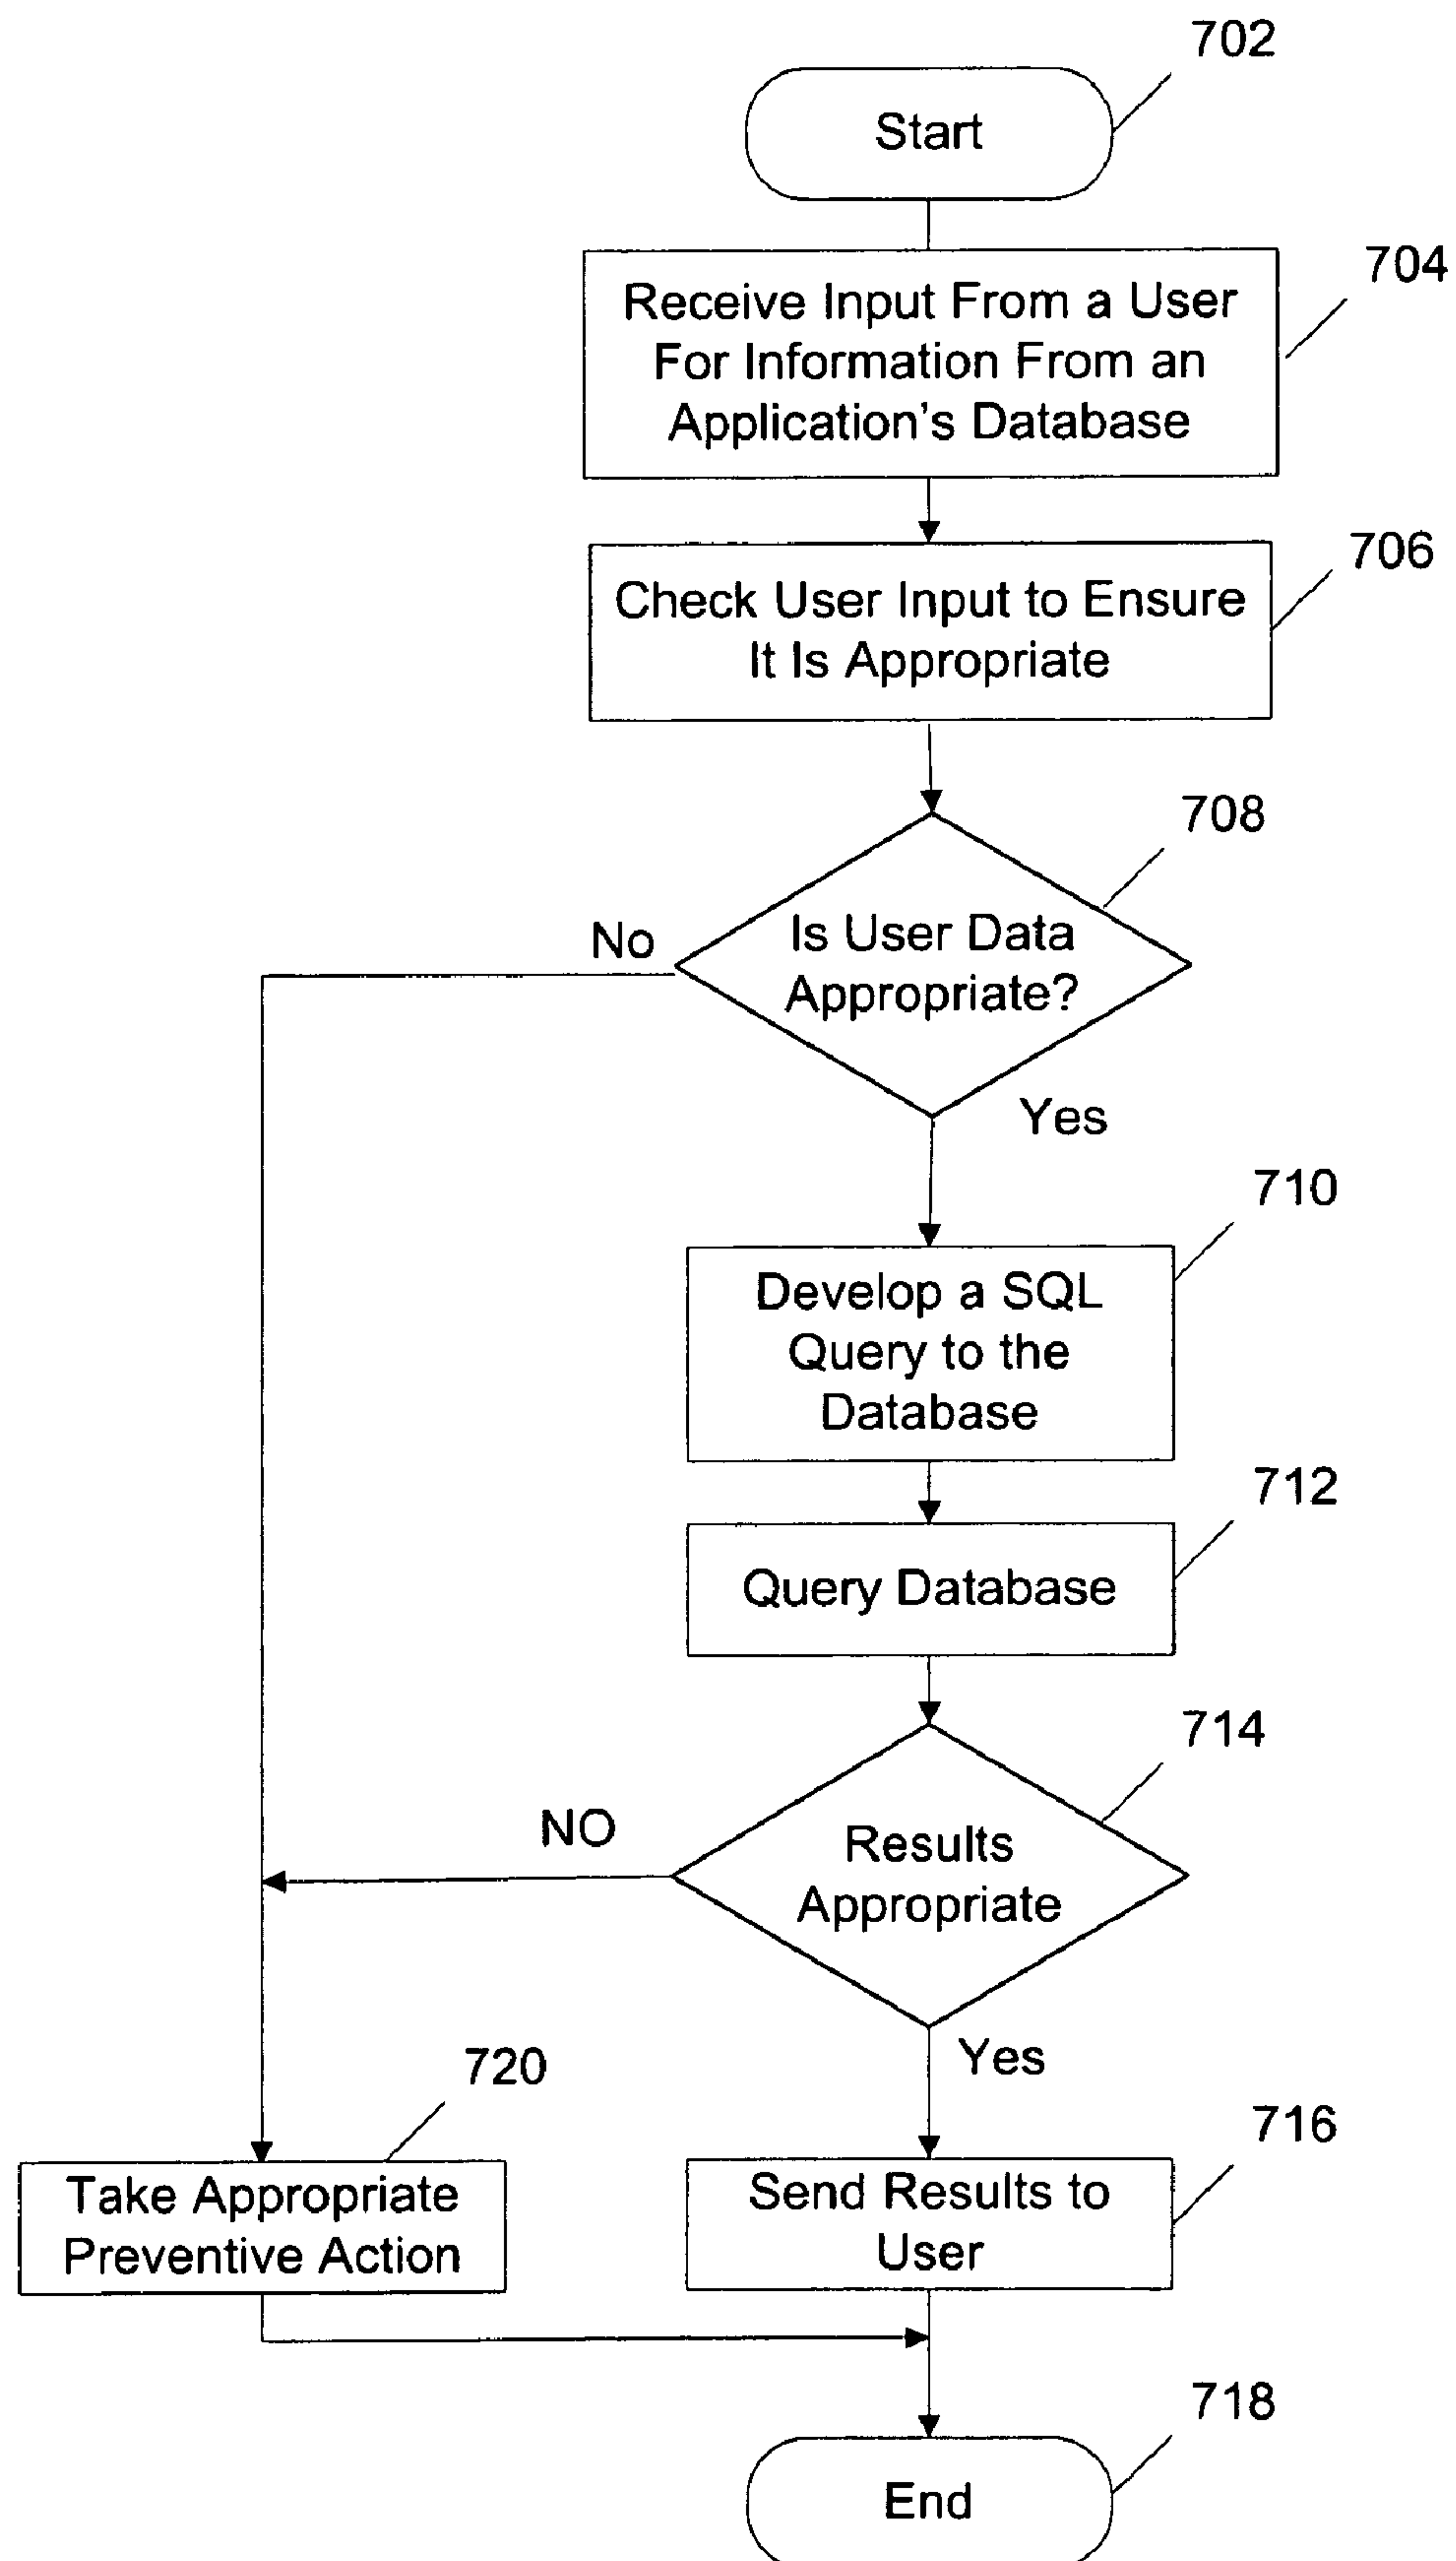 702
Start
704
Receive Input From a User
For Information From an
Application's Database
706
Check User Input to Ensure
It Is Appropriate
708
No
Is User Data
Appropriate?
Yes
710
Develop a SQL
Query to the
Database
712
Query Database
714
NO
Results
Appropriate
Yes
720
Take Appropriate
Preventive Action
716
Send Results to
User
718
End